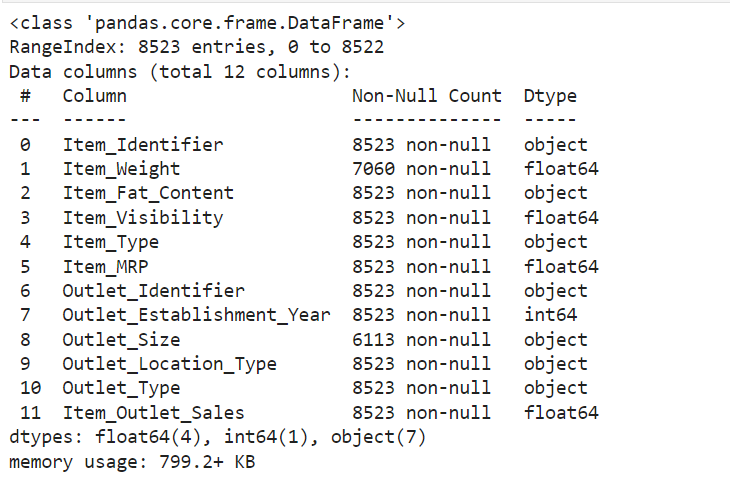 <class 'pandas.core.frame.DataFrame'>
RangeIndex: 8523 entries, 0 to 8522
Data columns (total 12 columns):
 #   Column                     Non-Null Count  Dtype
---  ------                     --------------  -----
 0   Item_Identifier            8523 non-null   object
 1   Item_Weight                7060 non-null   float64
 2   Item_Fat_Content           8523 non-null   object
 3   Item_Visibility            8523 non-null   float64
 4   Item_Type                  8523 non-null   object
 5   Item_MRP                   8523 non-null   float64
 6   Outlet_Identifier          8523 non-null   object
 7   Outlet_Establishment_Year  8523 non-null   int64
 8   Outlet_Size                6113 non-null   object
 9   Outlet_Location_Type       8523 non-null   object
 10  Outlet_Type                8523 non-null   object
 11  Item_Outlet_Sales          8523 non-null   float64
dtypes: float64(4), int64(1), object(7)
memory usage: 799.2+ KB